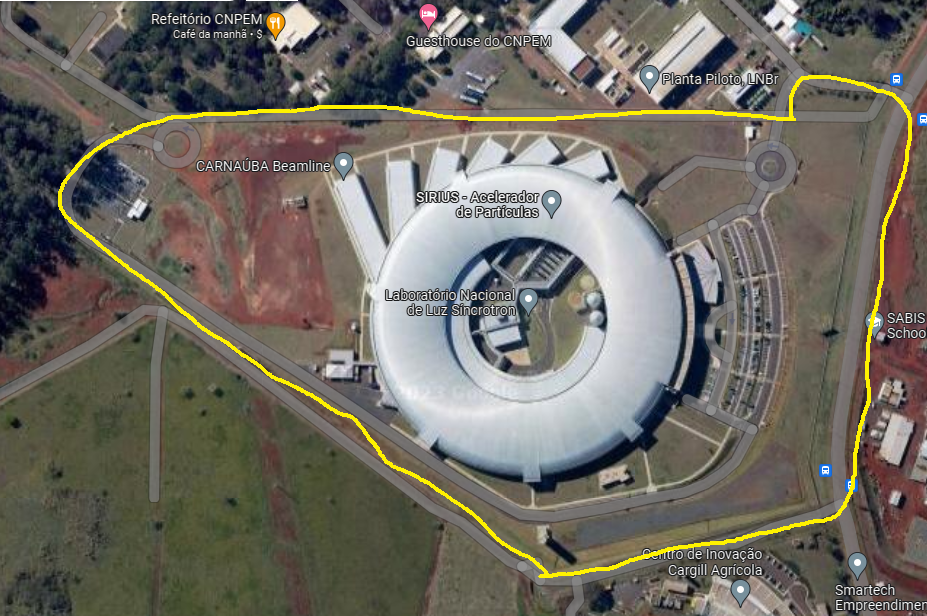 Refeitório CNPEM
Café da manhã • $
Guesthouse do CNPEM
Planta Piloto, LNBr
CARNAÚBA Beamline
SIRIUS - Acelerador
de Partículas
Laboratório Nacional
de Luz Síncrotron
SABIS
Schoo
Centro de Inovação
Cargill Agrícola
Smartech
Empreendimen